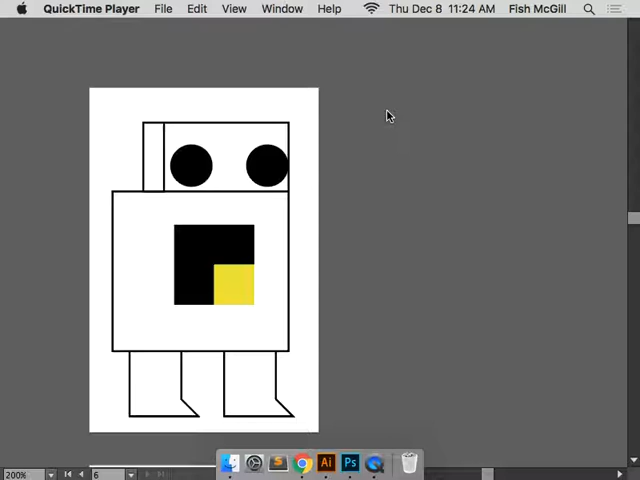 QuickTime Player File Edit View Window Help Thu Dec 8 11:24 AM Fish McGill
Ai Ps
200% 6